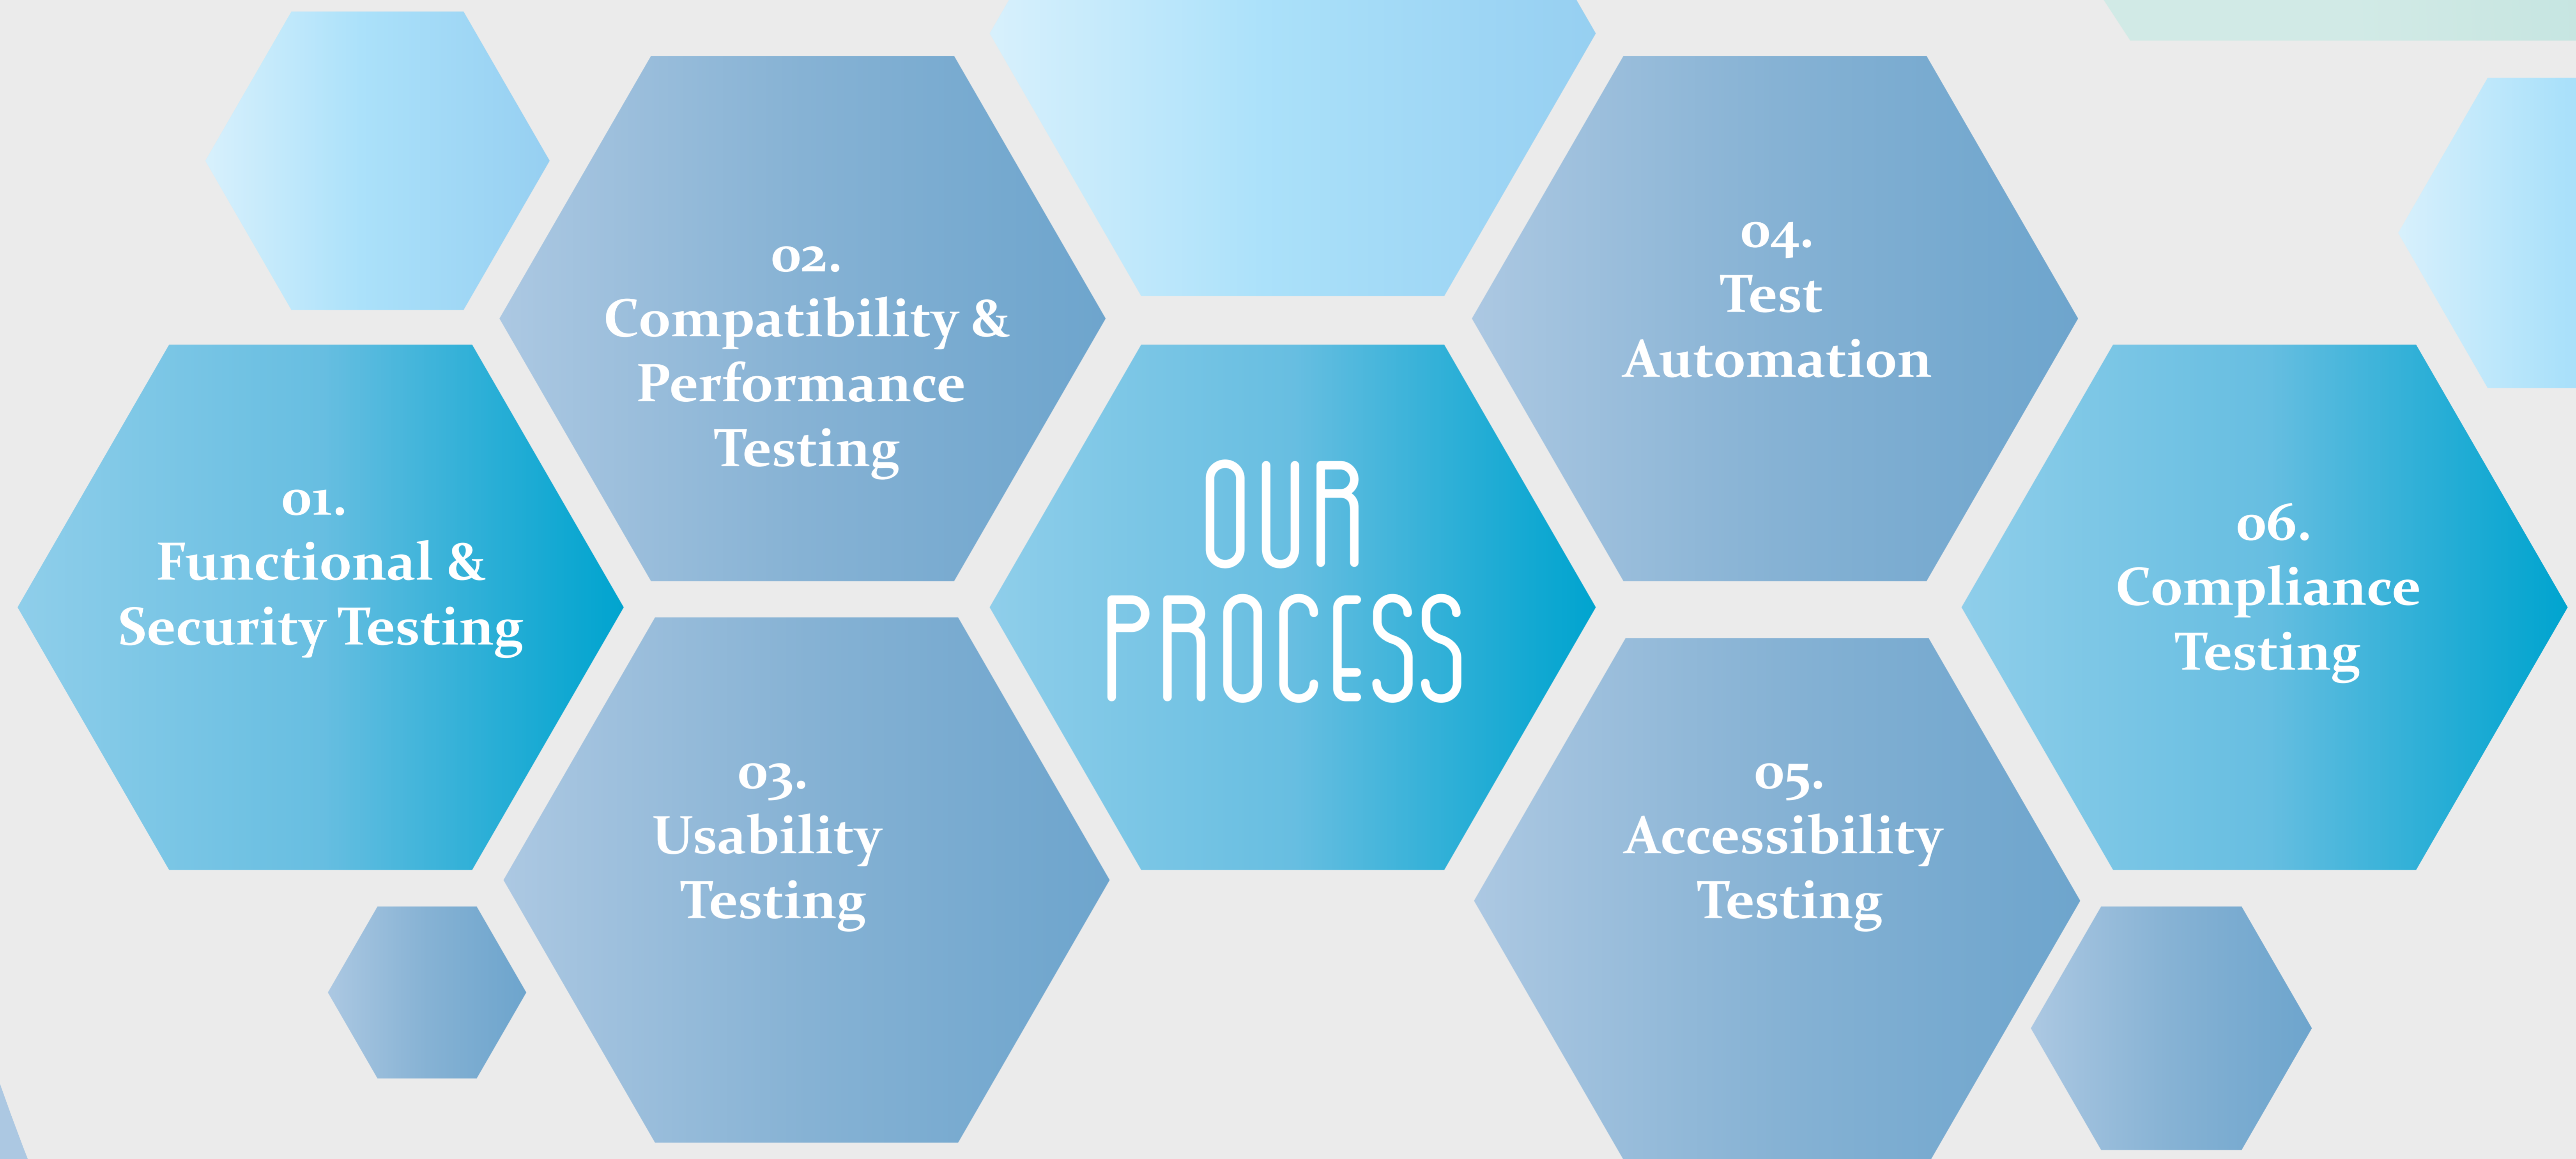 01.
Functional &
Security Testing
02.
Compatibility &
Performance
Testing
03.
Usability
Testing
OUR
PROCESS
04.
Test
Automation
05.
Accessibility
Testing
06.
Compliance
Testing